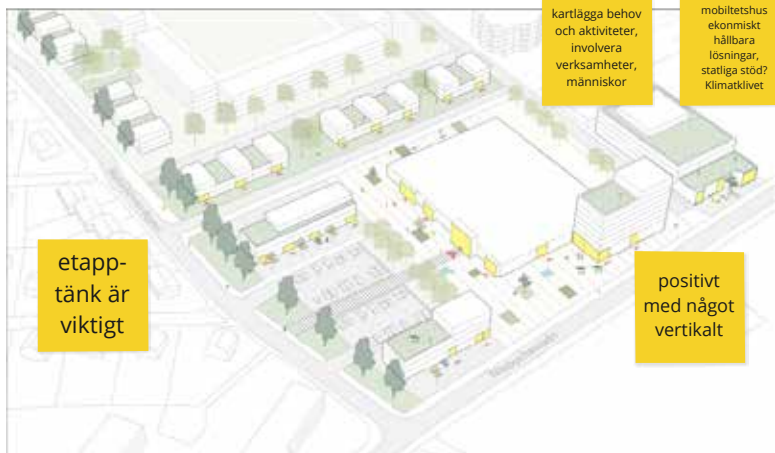 kartlägga behov
och aktiviteter,
involvera
verksamheter,
människor
mobiltetshus
ekonmiskt
hållbara
lösningar,
statliga stöd?
Klimatklivet
etapp-
tänk är
viktigt
positivt
med något
vertikalt